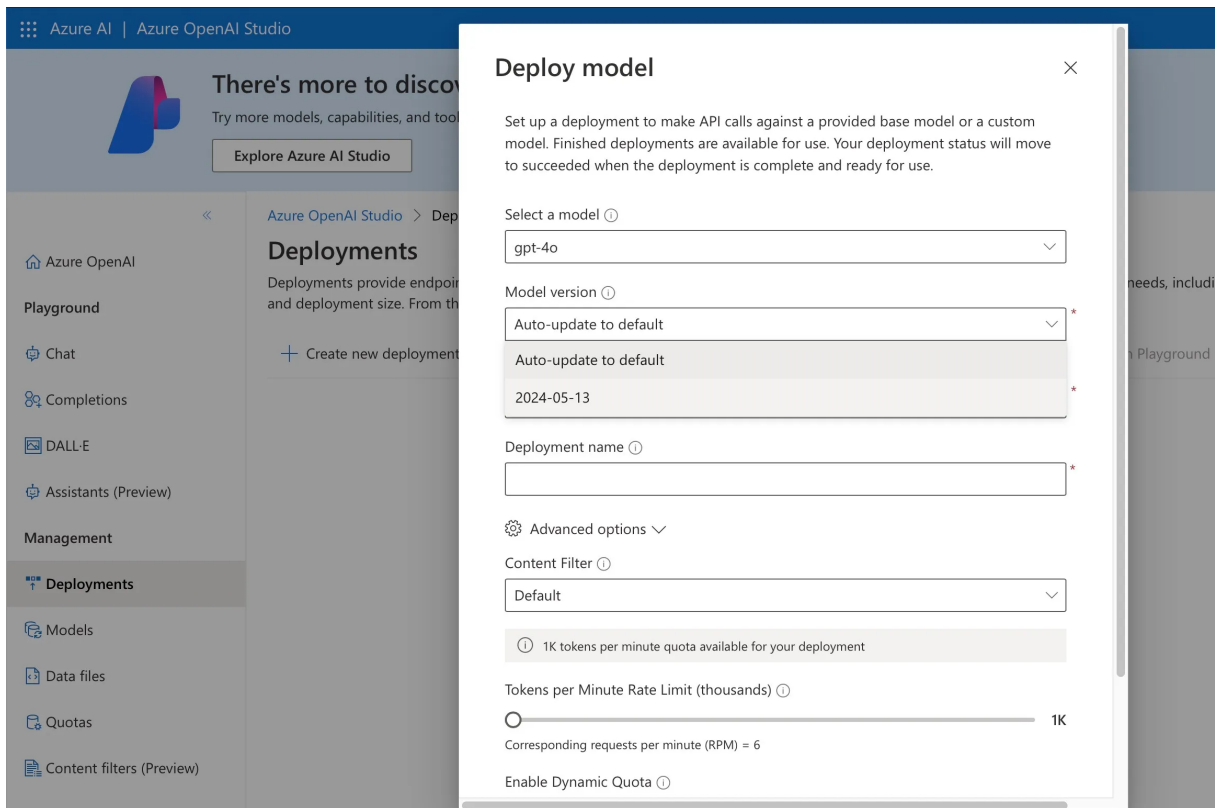 Azure AI | Azure OpenAI Studio
There's more to discov
Try more models, capabilities, and tool
Explore Azure AI Studio
Azure OpenAI
Playground
Chat
Completions
DALL·E
Assistants (Preview)
Management
Deployments
Models
Data files
Quotas
Content filters (Preview)
Azure OpenAI Studio > Dep
Deployments
Deployments provide endpoin
and deployment size. From th
Create new deployment
needs, includi
n Playground
Deploy model
Set up a deployment to make API calls against a provided base model or a custom
model. Finished deployments are available for use. Your deployment status will move
to succeeded when the deployment is complete and ready for use.
Select a model
gpt-4o
Model version
Auto-update to default
*
Auto-update to default
2024-05-13
*
Deployment name
*
Advanced options
Content Filter
Default
1K tokens per minute quota available for your deployment
Tokens per Minute Rate Limit (thousands)
1K
Corresponding requests per minute (RPM) = 6
Enable Dynamic Quota